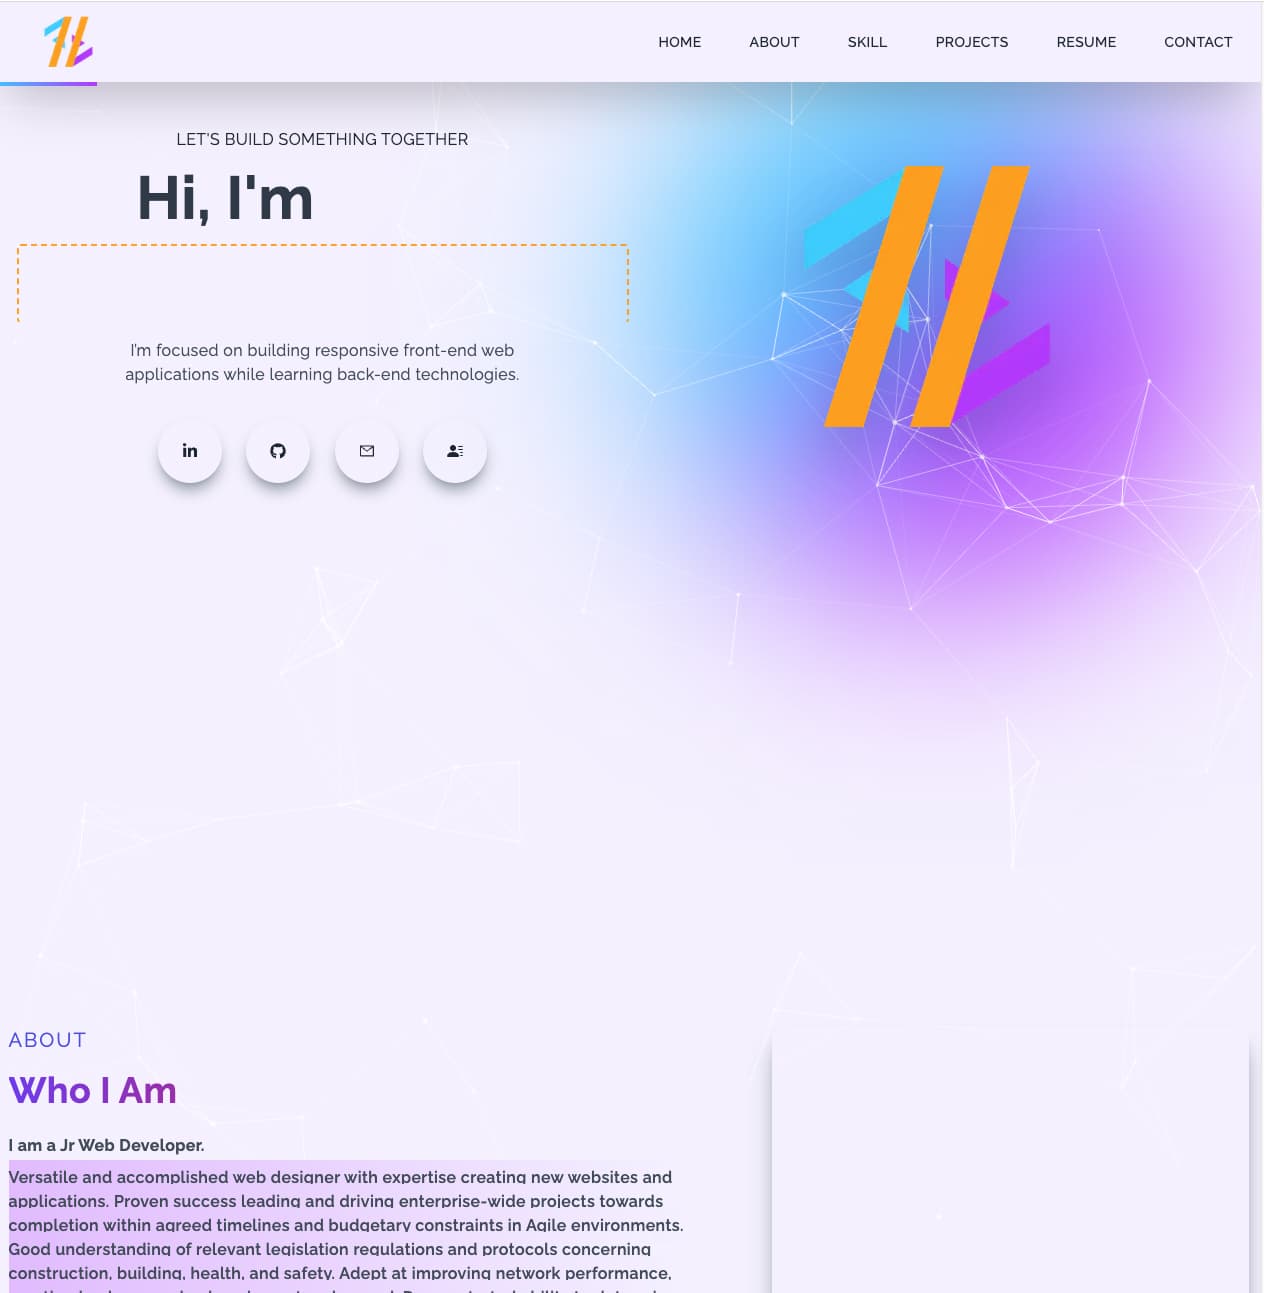 HOME ABOUT SKILL PROJECTS RESUME CONTACT
LET'S BUILD SOMETHING TOGETHER
Hi, I'm
I'm focused on building responsive front-end web
applications while learning back-end technologies.
ABOUT
Who I Am
I am a Jr Web Developer.
Versatile and accomplished web designer with expertise creating new websites and
applications. Proven success leading and driving enterprise-wide projects towards
completion within agreed timelines and budgetary constraints in Agile environments.
Good understanding of relevant legislation regulations and protocols concerning
construction, building, health, and safety. Adept at improving network performance,